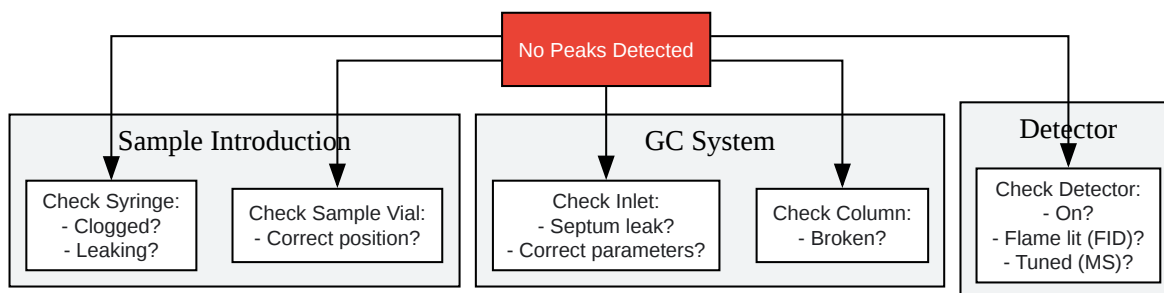 No Peaks Detected
Sample Introduction
Check Syringe:
- Clogged?
- Leaking?
Check Sample Vial:
- Correct position?
GC System
Check Inlet:
- Septum leak?
- Correct parameters?
Check Column:
- Broken?
Detector
Check Detector:
- On?
- Flame lit (FID)?
- Tuned (MS)?